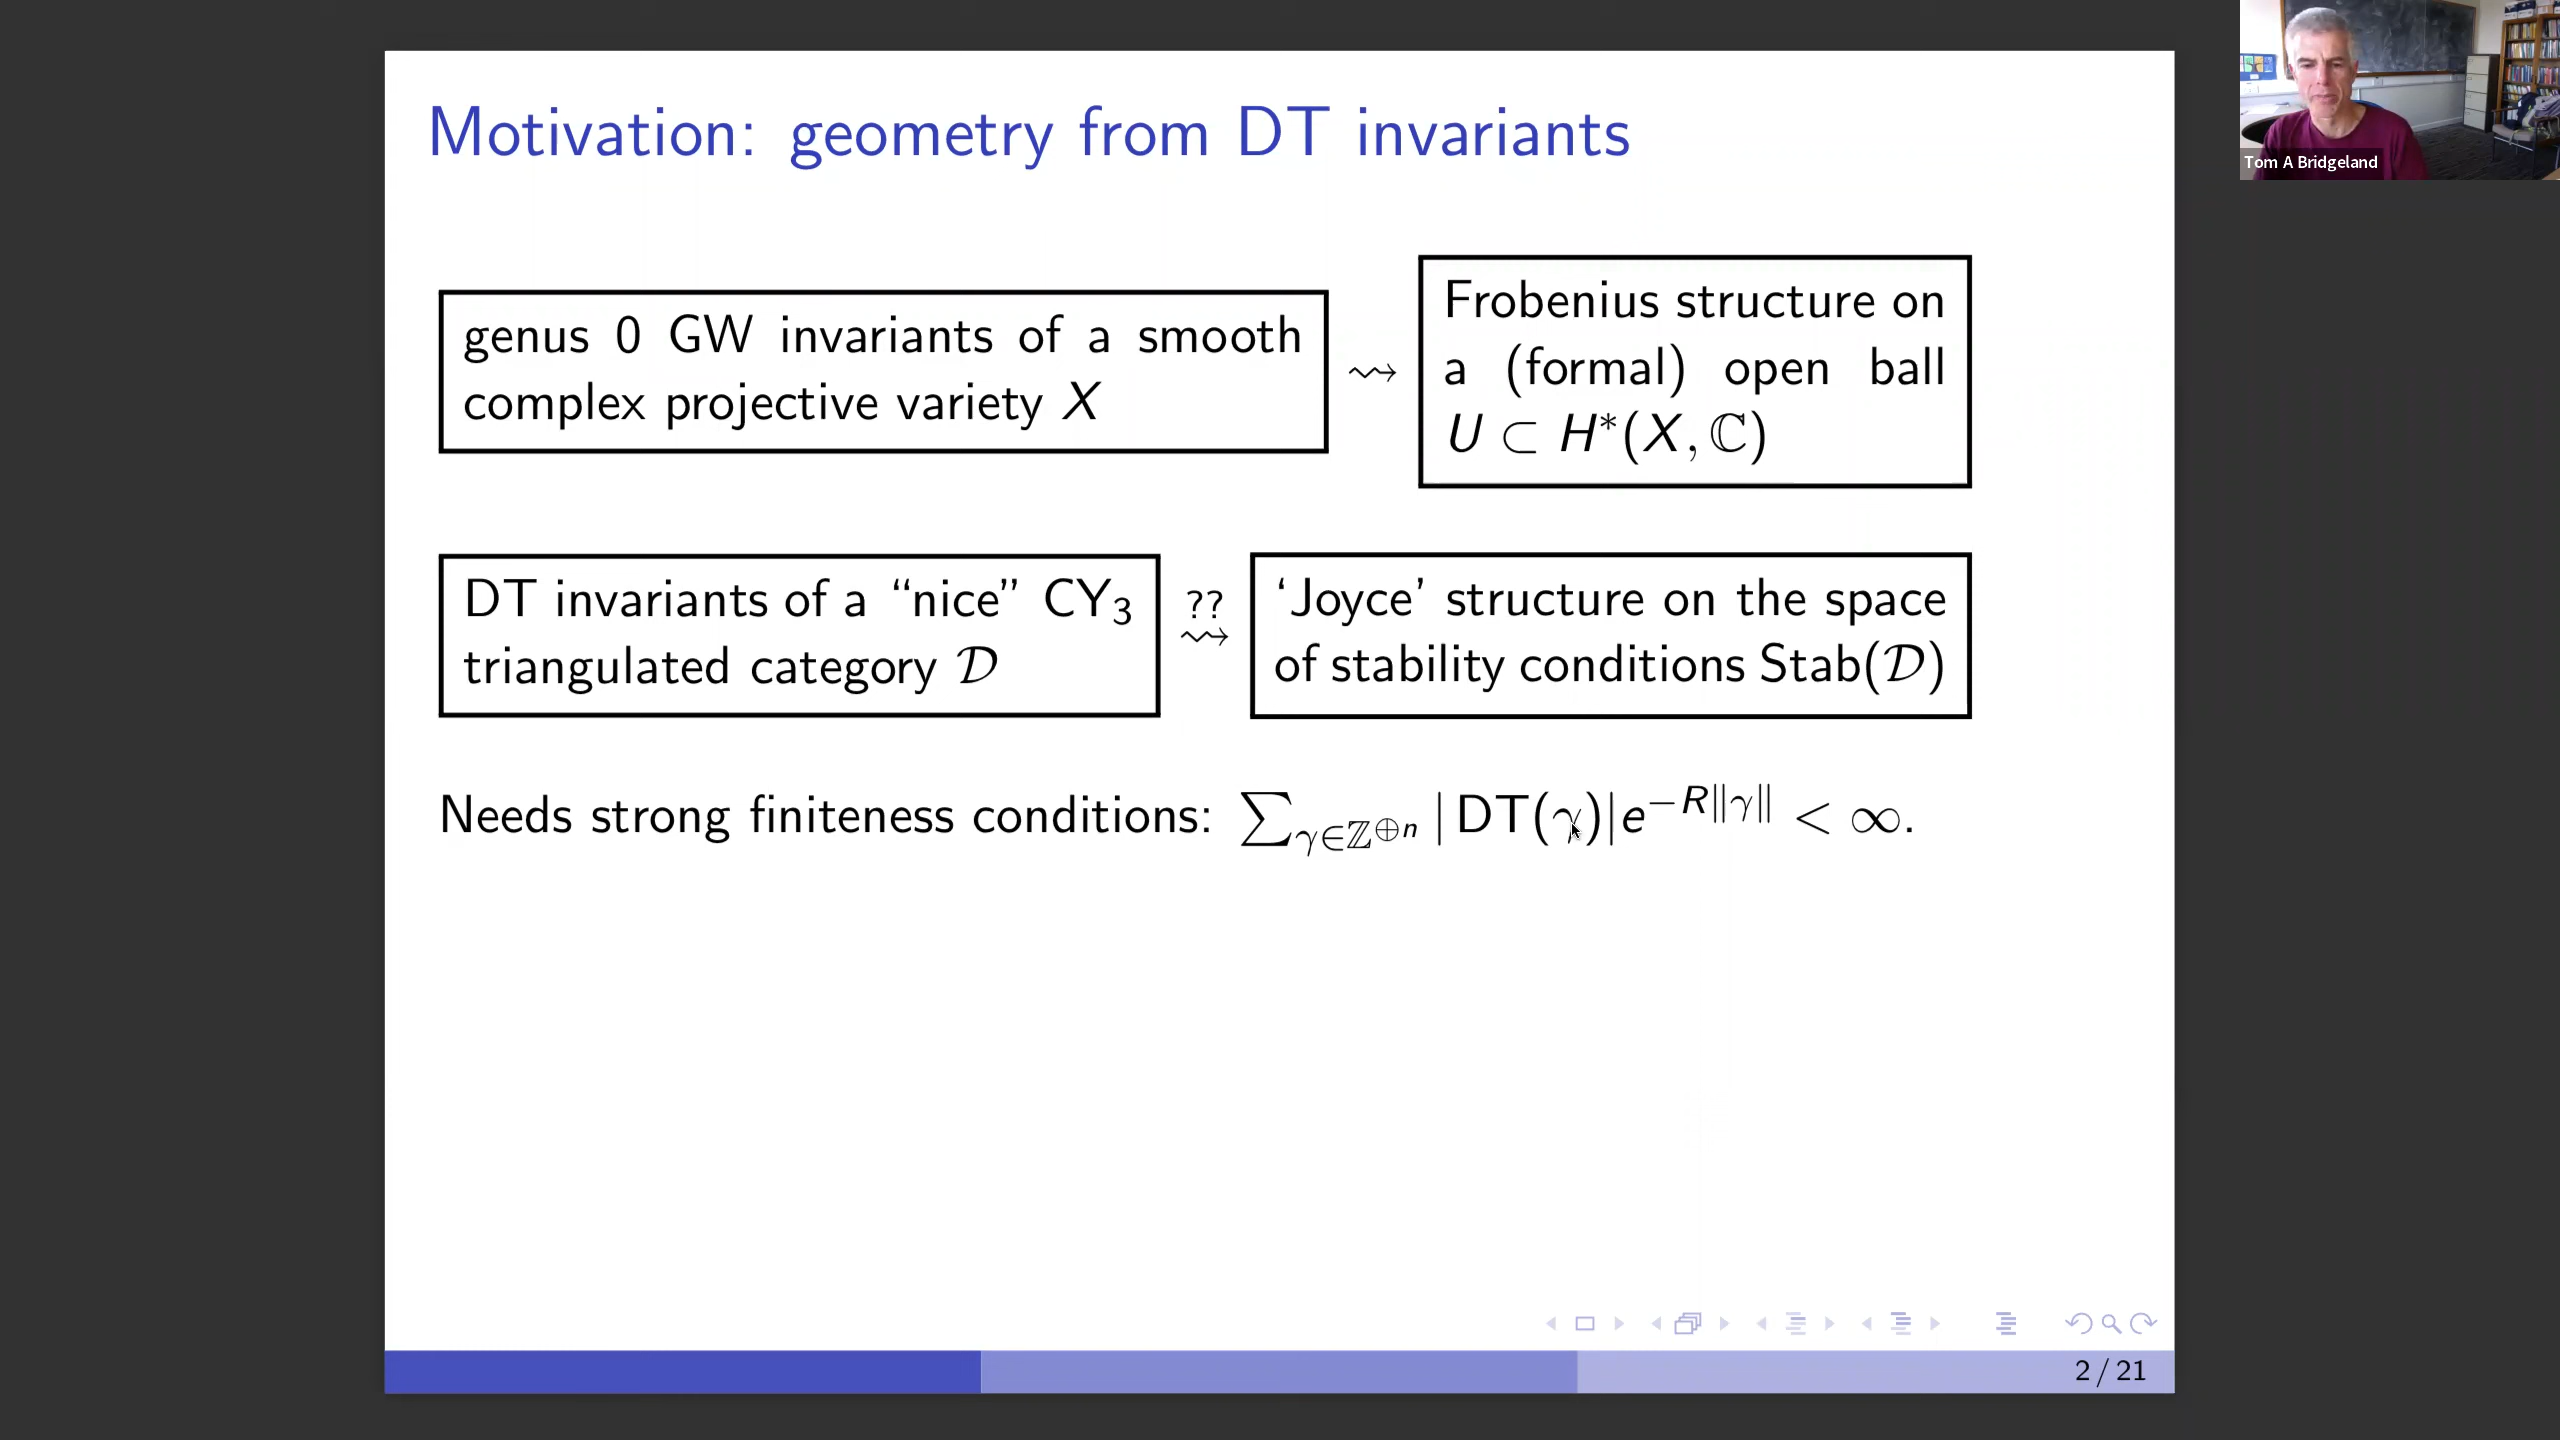 Motivation: geometry from DT invariants
Tom A Bridgeland
genus 0 GW invariants of a smooth
complex projective variety X
⇝
Frobenius structure on
a (formal) open ball
U ⊂ H*(X, ℂ)
DT invariants of a “nice” CY₃
triangulated category 𝒟
??
⇝
‘Joyce’ structure on the space
of stability conditions Stab(𝒟)
Needs strong finiteness conditions: ∑_{γ∈ℤ^{⊕n}} | DT(γ)|e^{−R‖γ‖} < ∞.
2 / 21